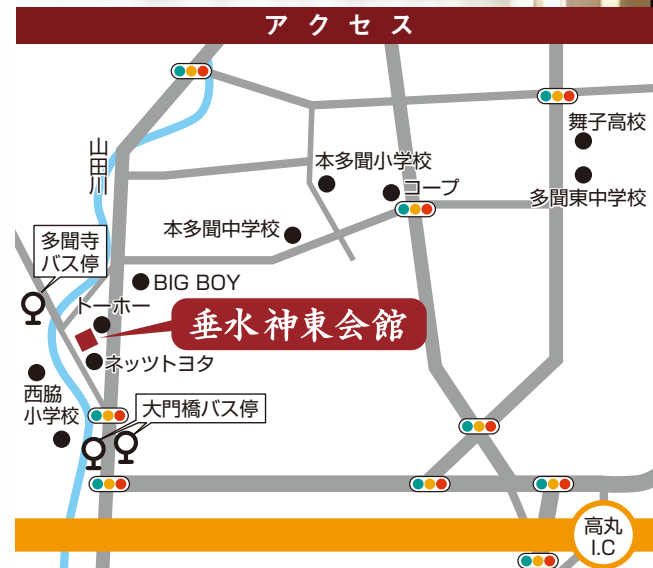 アクセス
山田川
舞子高校
本多聞小学校
コープ
多聞東中学校
本多聞中学校
多聞寺
バス停
BIG BOY
トーホー
垂水神東会館
ネッツトヨタ
西脇
小学校
大門橋バス停
高丸
I.C